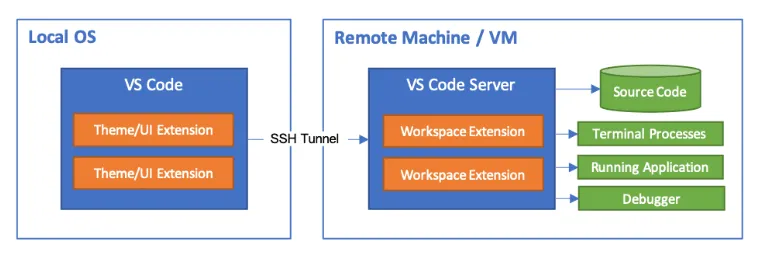 Local OS
VS Code
Theme/UI Extension
Theme/UI Extension
SSH Tunnel
Remote Machine / VM
VS Code Server
Workspace Extension
Workspace Extension
Source Code
Terminal Processes
Running Application
Debugger